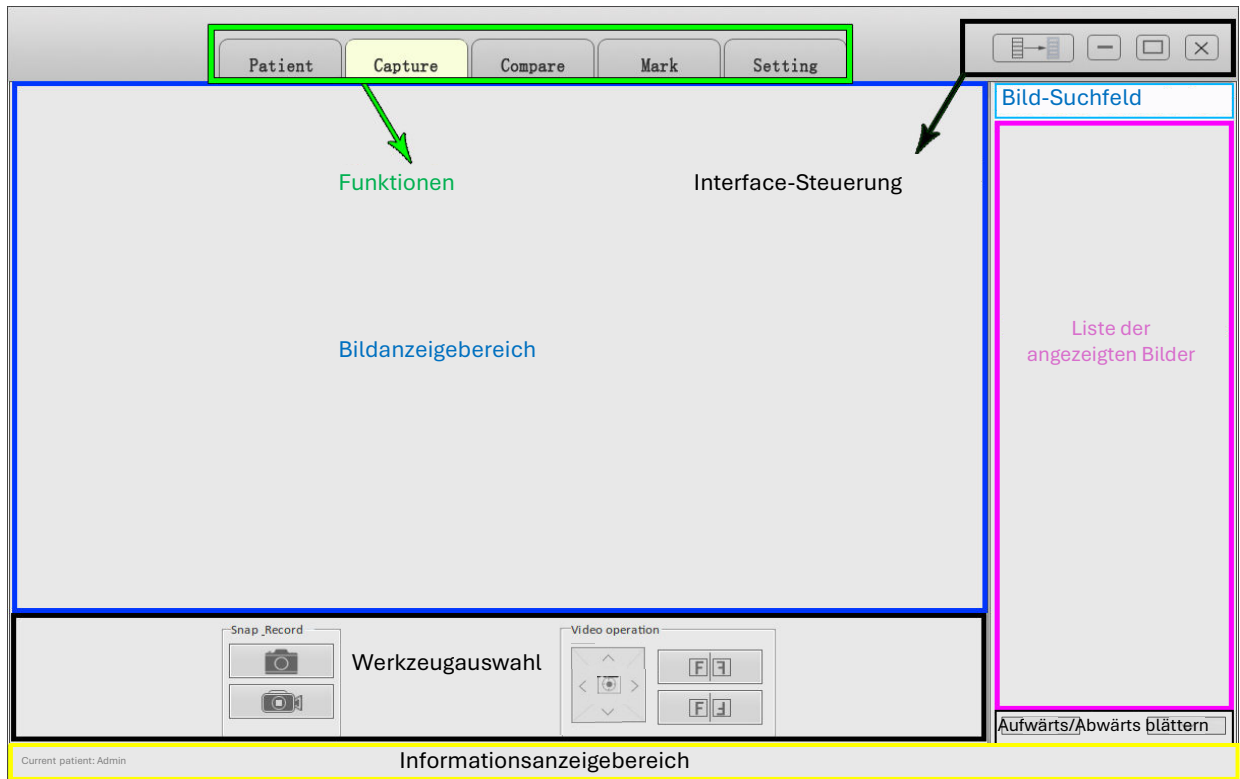 Patient
Capture
Compare
Mark
Setting
Bild-Suchfeld
Funktionen
Interface-Steuerung
Bildanzeigebereich
Liste der
angezeigten Bilder
Snap_Record
Werkzeugauswahl
Video operation
F F
F F
Aufwärts/Abwärts blättern
Current patient: Admin
Informationsanzeigebereich